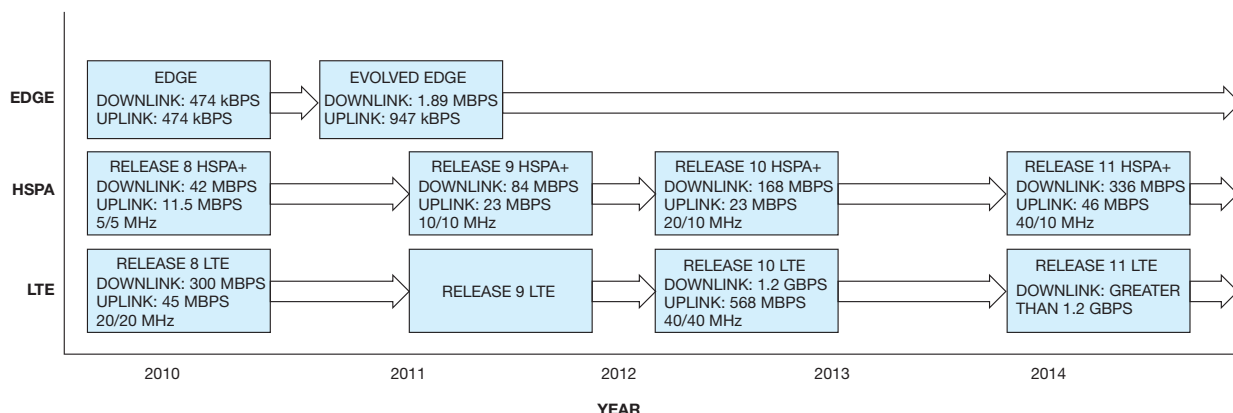 EDGE
EDGE
DOWNLINK: 474 kBPS
UPLINK: 474 kBPS
EVOLVED EDGE
DOWNLINK: 1.89 MBPS
UPLINK: 947 kBPS
HSPA
RELEASE 8 HSPA+
DOWNLINK: 42 MBPS
UPLINK: 11.5 MBPS
5/5 MHz
RELEASE 9 HSPA+
DOWNLINK: 84 MBPS
UPLINK: 23 MBPS
10/10 MHz
RELEASE 10 HSPA+
DOWNLINK: 168 MBPS
UPLINK: 23 MBPS
20/10 MHz
RELEASE 11 HSPA+
DOWNLINK: 336 MBPS
UPLINK: 46 MBPS
40/10 MHz
LTE
RELEASE 8 LTE
DOWNLINK: 300 MBPS
UPLINK: 45 MBPS
20/20 MHz
RELEASE 9 LTE
RELEASE 10 LTE
DOWNLINK: 1.2 GBPS
UPLINK: 568 MBPS
40/40 MHz
RELEASE 11 LTE
DOWNLINK: GREATER
THAN 1.2 GBPS
2010
2011
2012
2013
2014
YEAR